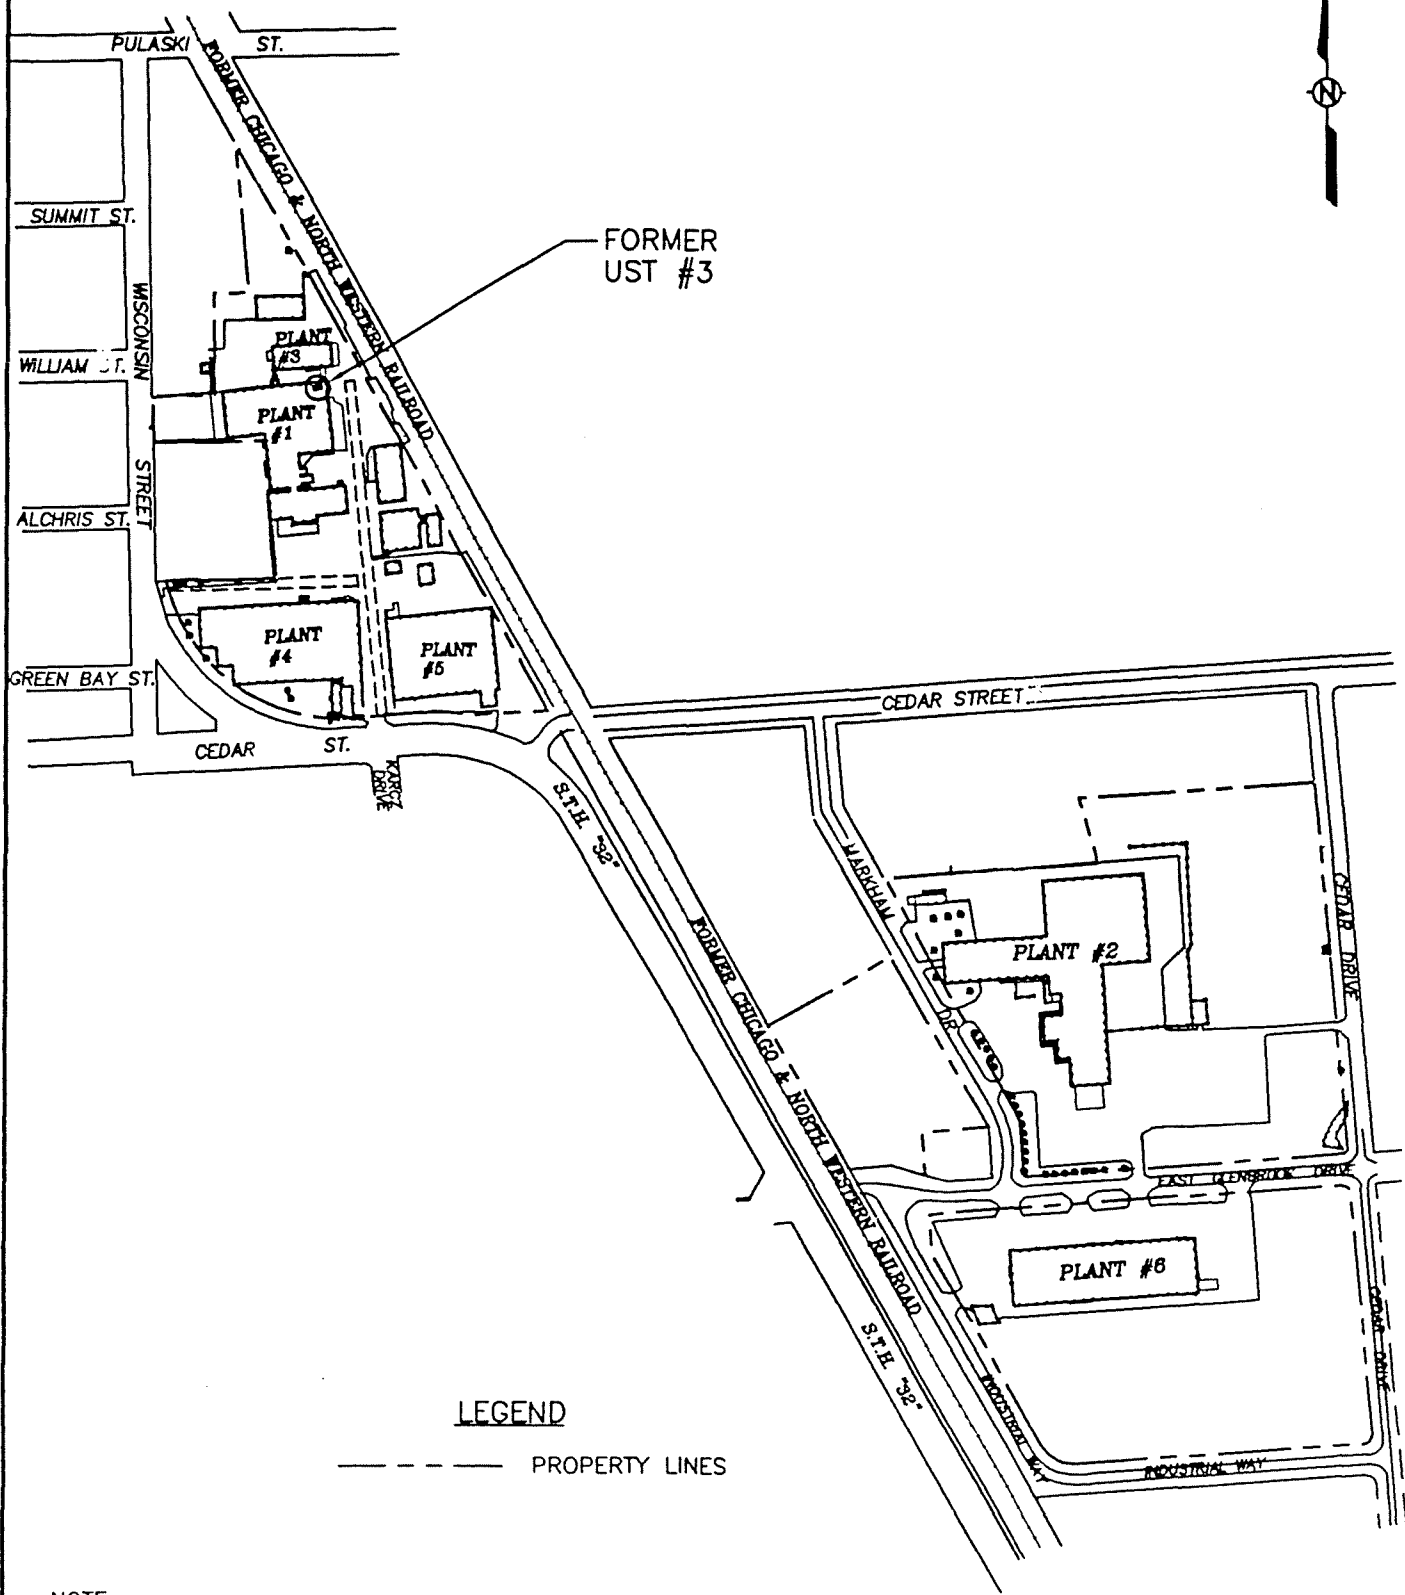 PULASKI ST.
N
FORMER CHICAGO & NORTH WESTERN RAILROAD
SUMMIT ST.
FORMER
UST #3
WISCONSIN STREET
PLANT
#3
WILLIAM ST.
PLANT
#1
ALCHRIS ST.
PLANT
#4
PLANT
#5
GREEN BAY ST.
CEDAR STREET
CEDAR ST.
KARCZ
DRIVE
S.T.H. "32"
MARKHAM DR
CEDAR DRIVE
PLANT #2
FORMER CHICAGO & NORTH WESTERN RAILROAD
EAST GLENBROOK DRIVE
PLANT #6
CEDAR DRIVE
S.T.H. "32"
INDUSTRIAL WAY
INDUSTRIAL WAY
LEGEND
PROPERTY LINES
NOTE